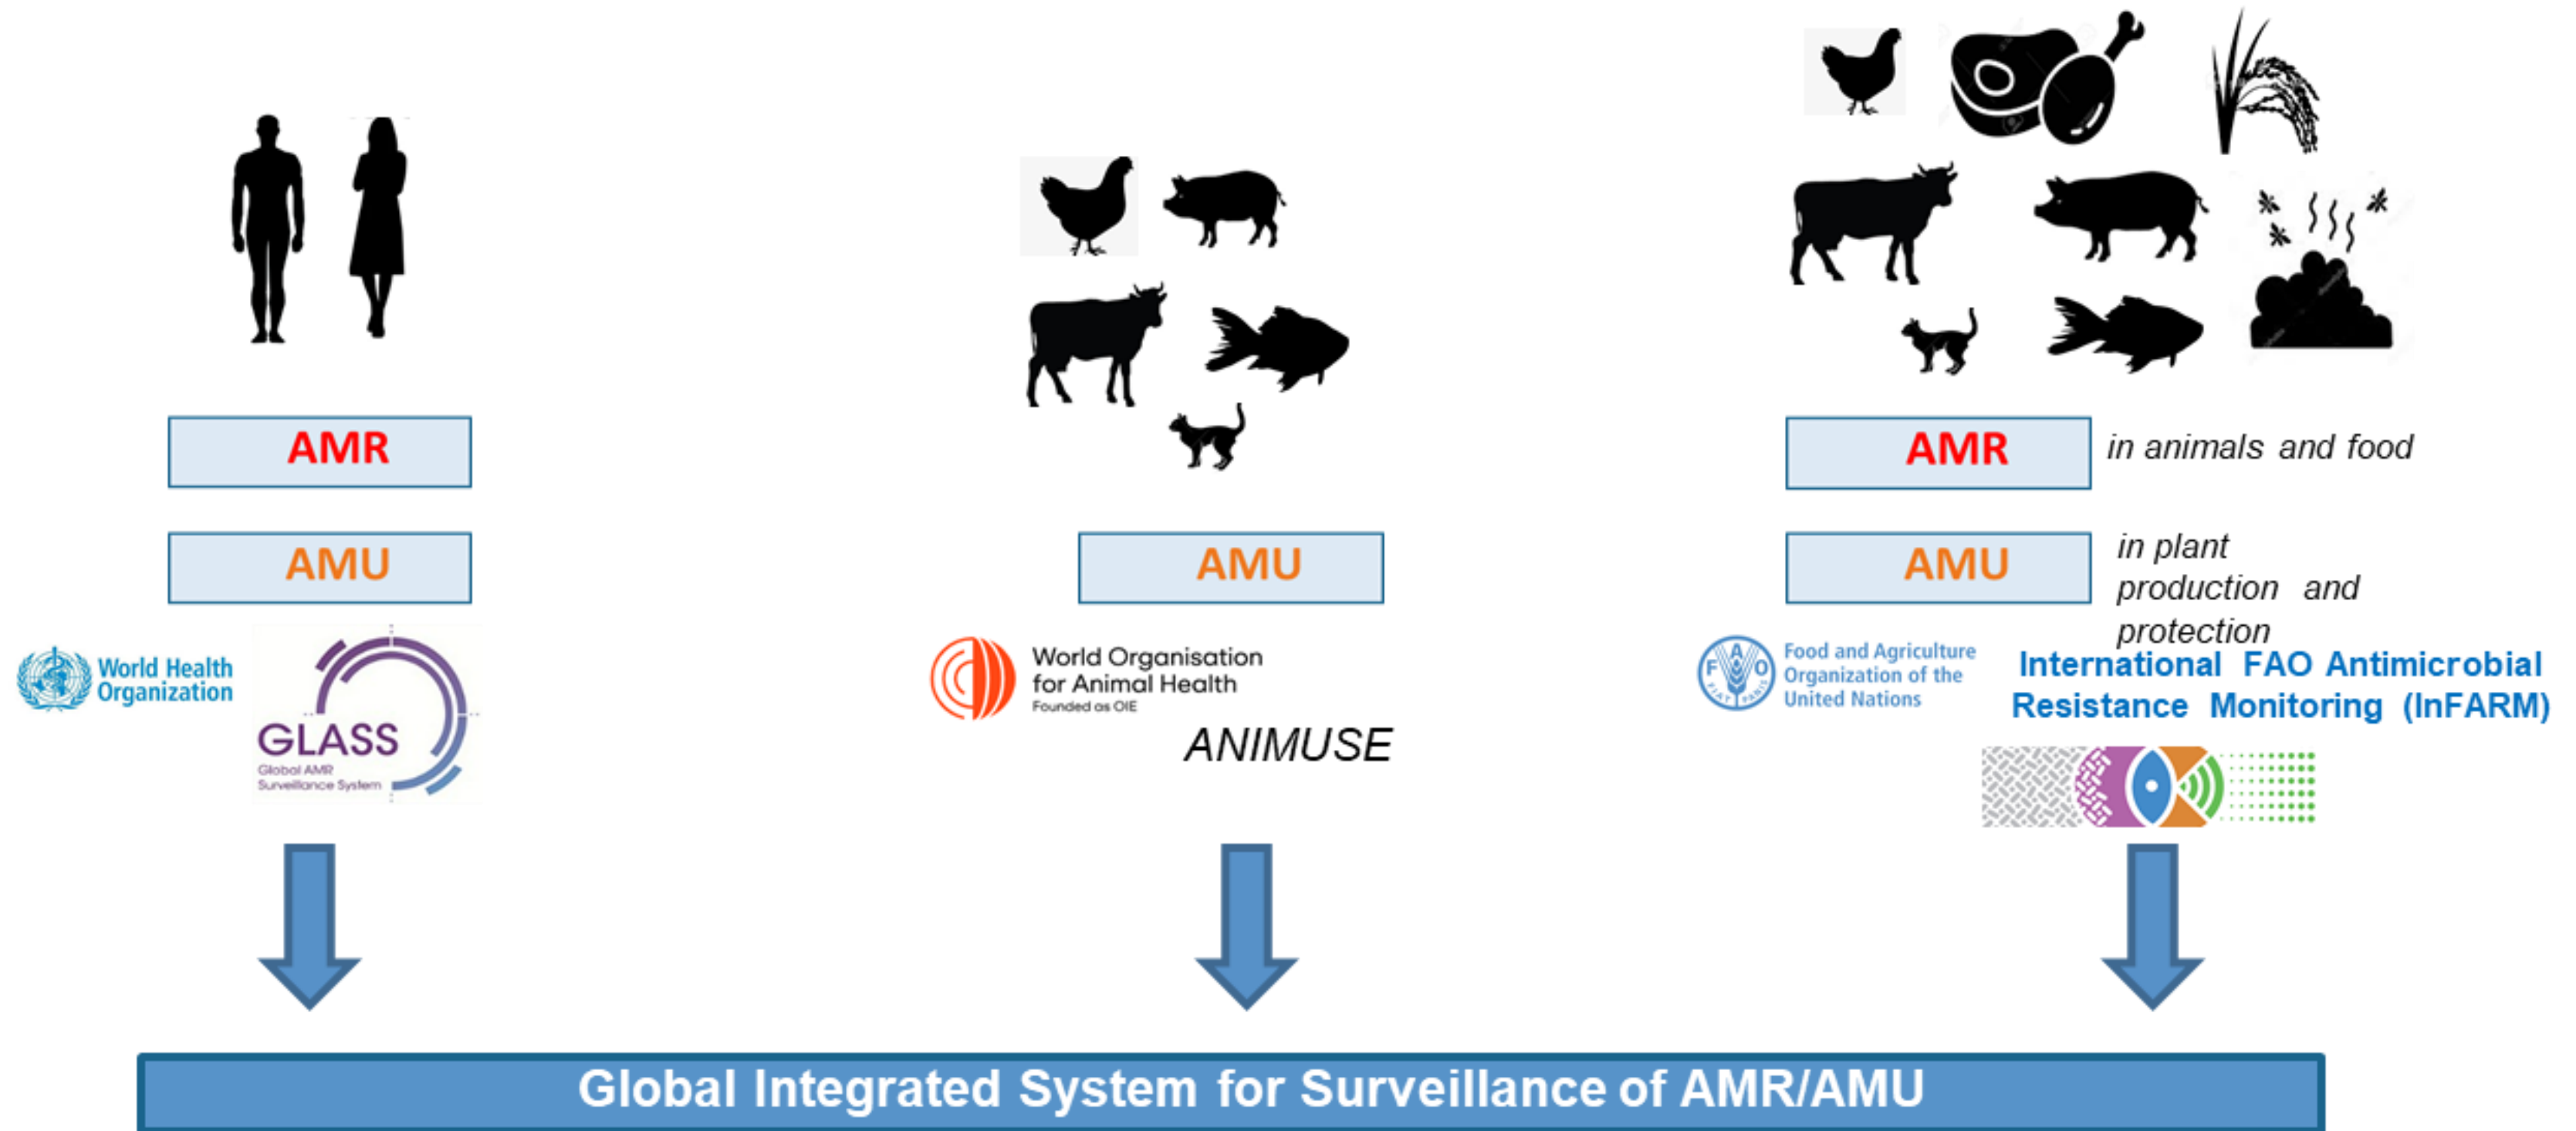 AMR
AMU
World Health
Organization
GLASS
Global AMR
Surveillance System
AMU
World Organisation
for Animal Health
Founded as OIE
ANIMUSE
AMR
in animals and food
AMU
in plant
production and
protection
F A O
FIAT PANIS
Food and Agriculture
Organization of the
United Nations
International FAO Antimicrobial
Resistance Monitoring (InFARM)
Global Integrated System for Surveillance of AMR/AMU